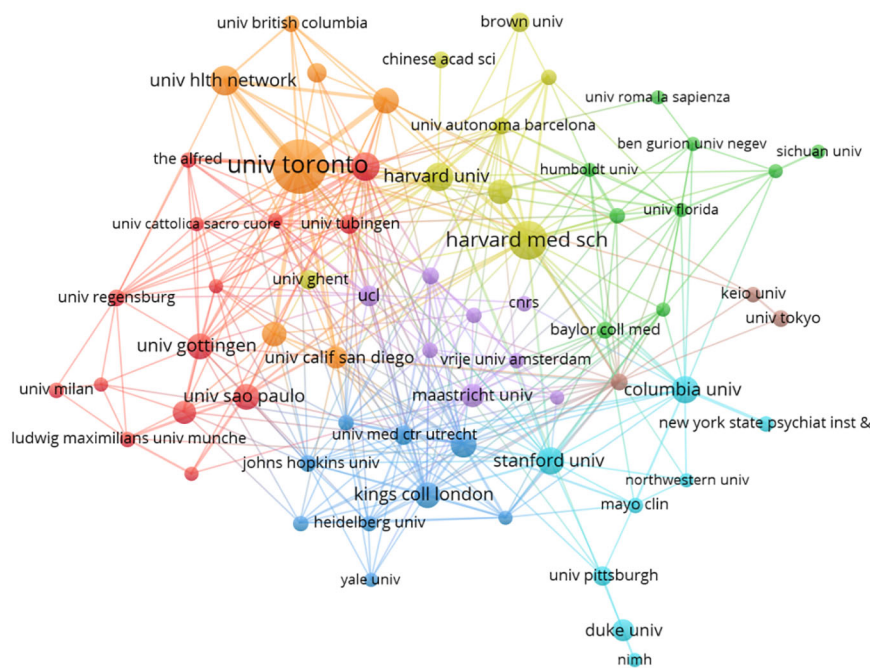 univ british columbia
brown univ
chinese acad sci
univ hlth network
univ roma la sapienza
univ autonoma barcelona
ben gurion univ negev
sichuan univ
the alfred
univ toronto
harvard univ
humboldt univ
univ cattolica sacro cuore
univ tubingen
univ florida
harvard med sch
univ ghent
ucl
univ regensburg
cnrs
keio univ
univ tokyo
univ gottingen
baylor coll med
univ calif san diego
vrije univ amsterdam
univ milan
univ sao paulo
maastricht univ
columbia univ
new york state psychiat inst &
ludwig maximilians univ munche
univ med ctr utrecht
johns hopkins univ
stanford univ
northwestern univ
kings coll london
mayo clin
heidelberg univ
yale univ
univ pittsburgh
duke univ
nimh